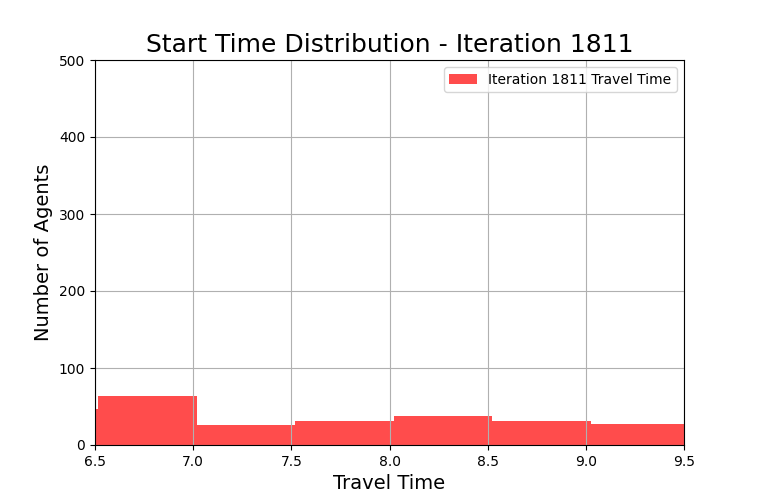 Start Time Distribution - Iteration 1811
Iteration 1811 Travel Time
Number of Agents
500
400
300
200
100
0
6.5 7.0 7.5 8.0 8.5 9.0 9.5
Travel Time